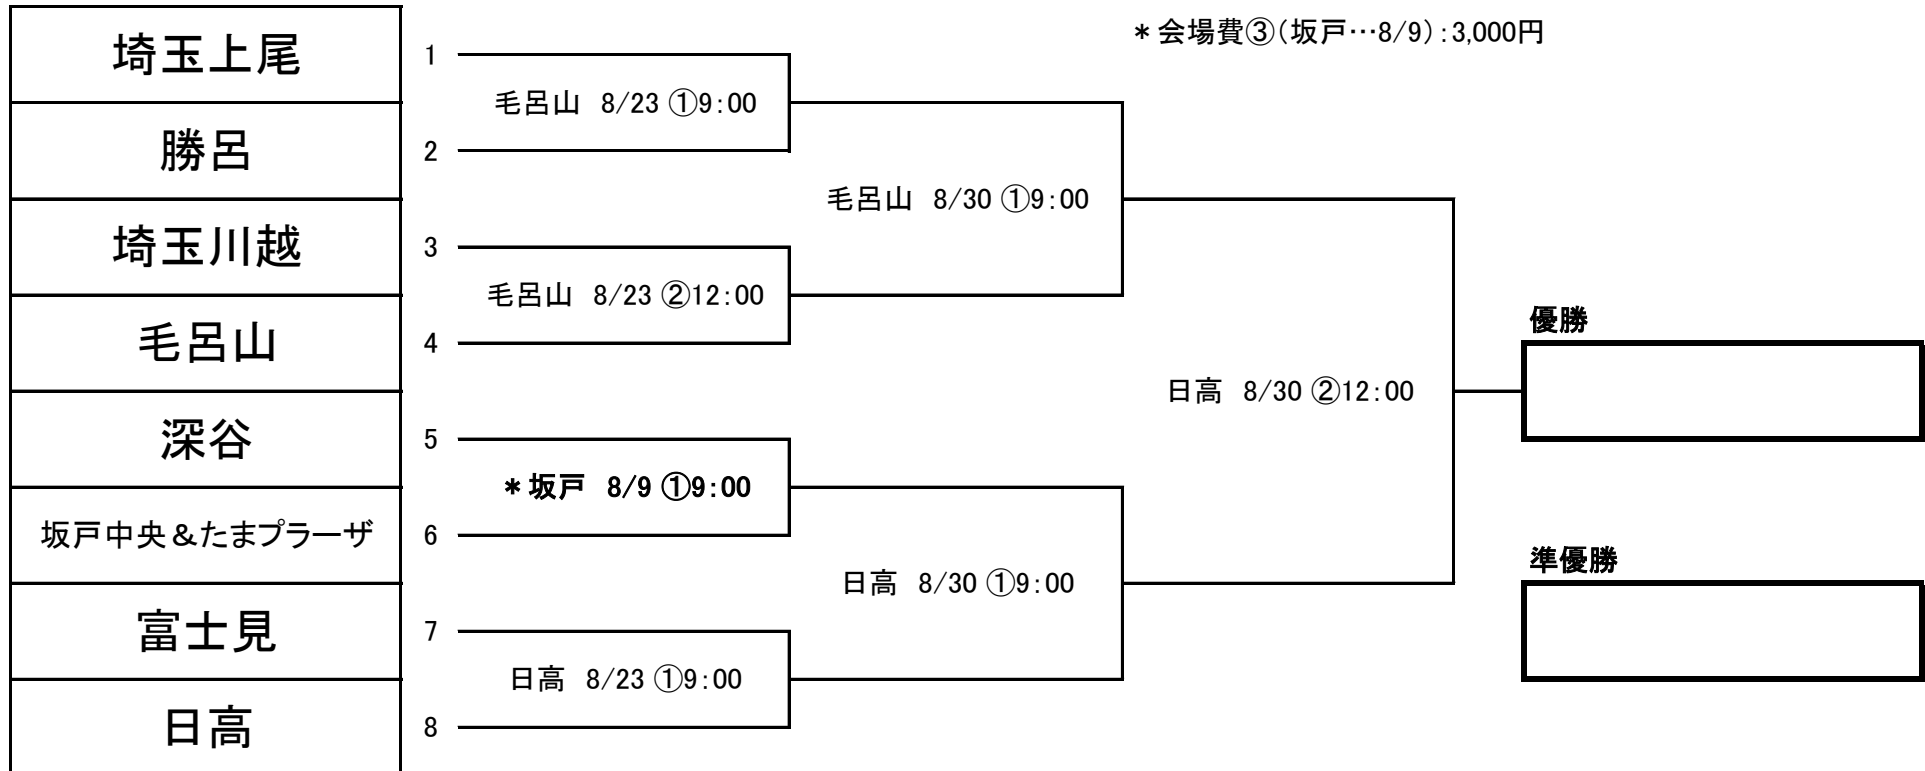 *会場費③(坂戸…8/9):3,000円
埼玉上尾
1
毛呂山 8/23 ①9:00
勝呂
2
毛呂山 8/30 ①9:00
埼玉川越
3
毛呂山 8/23 ②12:00
毛呂山
4
優勝
日高 8/30 ②12:00
深谷
5
*坂戸 8/9 ①9:00
坂戸中央&たまプラーザ
6
準優勝
日高 8/30 ①9:00
富士見
7
日高 8/23 ①9:00
日高
8